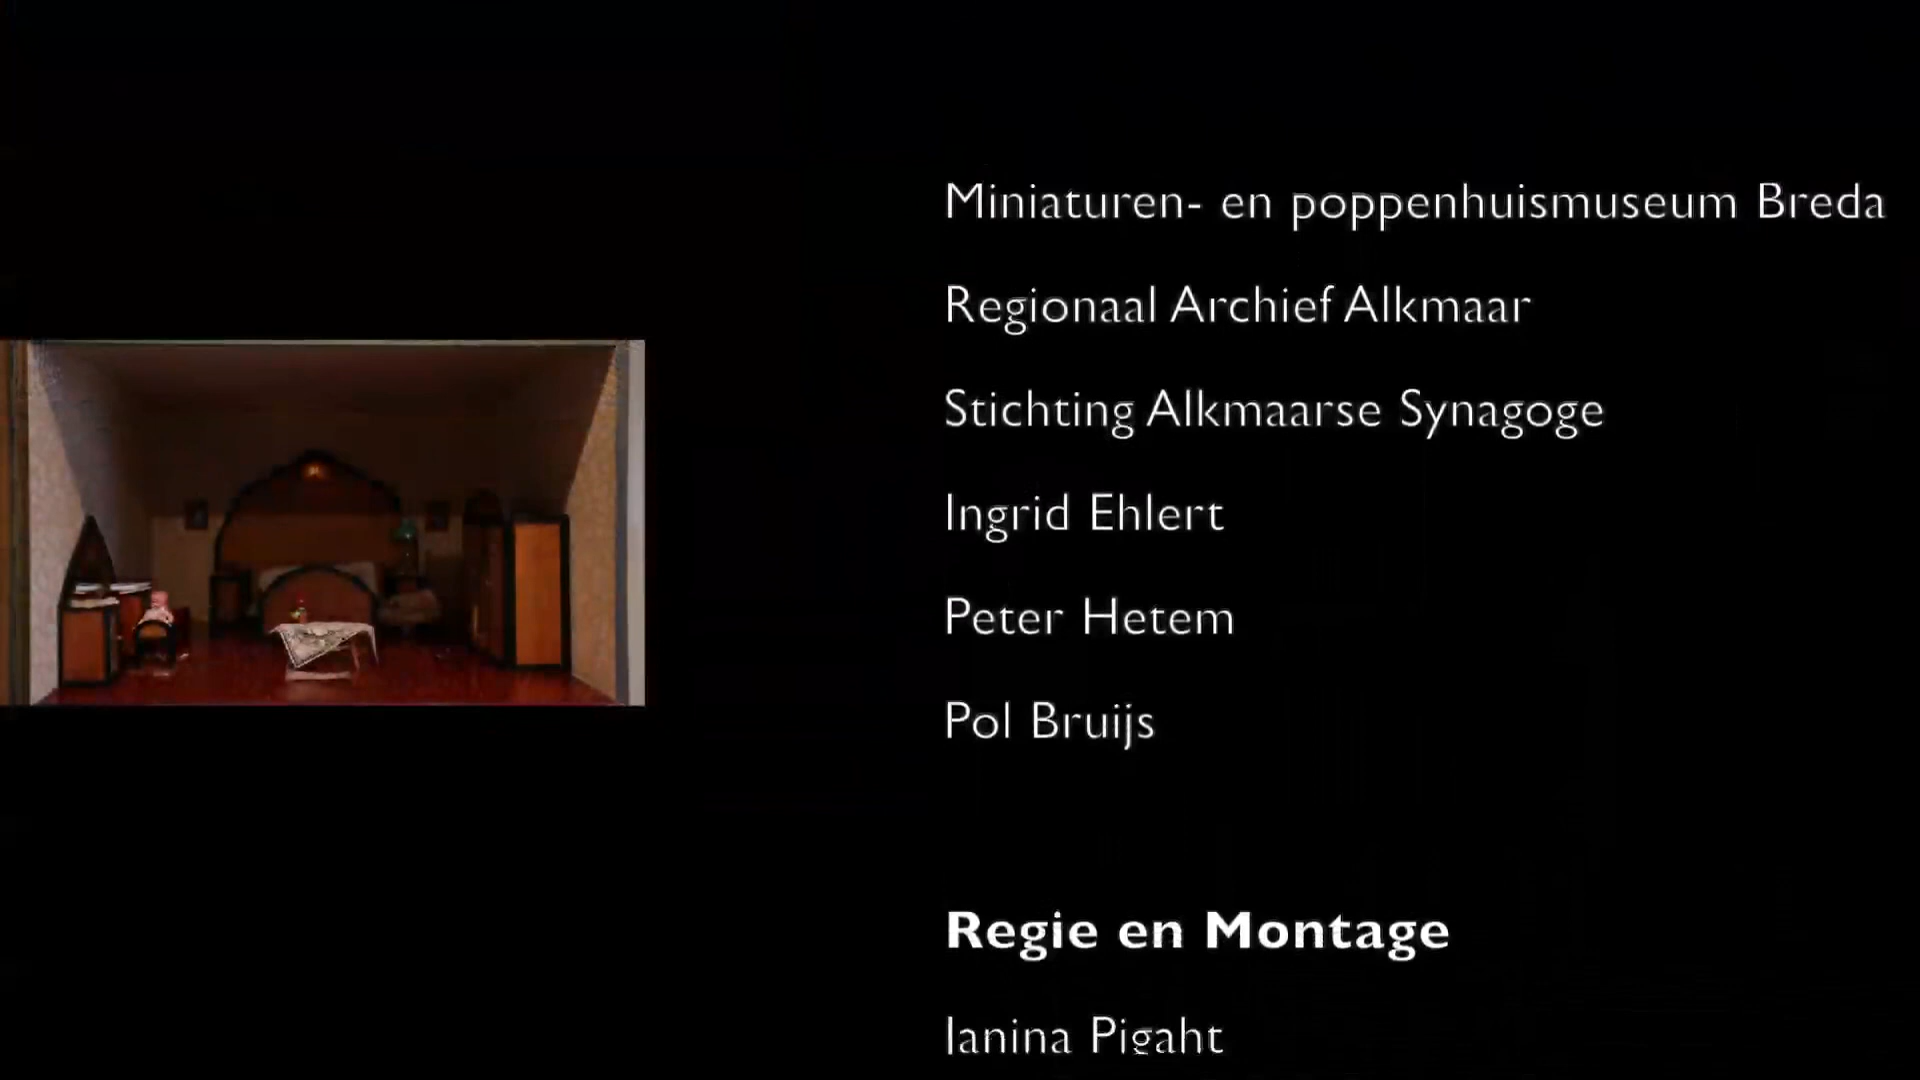 Miniaturen- en poppenhuismuseum Breda
Regionaal Archief Alkmaar
Stichting Alkmaarse Synagoge
Ingrid Ehlert
Peter Hetem
Pol Bruijs
Regie en Montage
Janina Pigaht